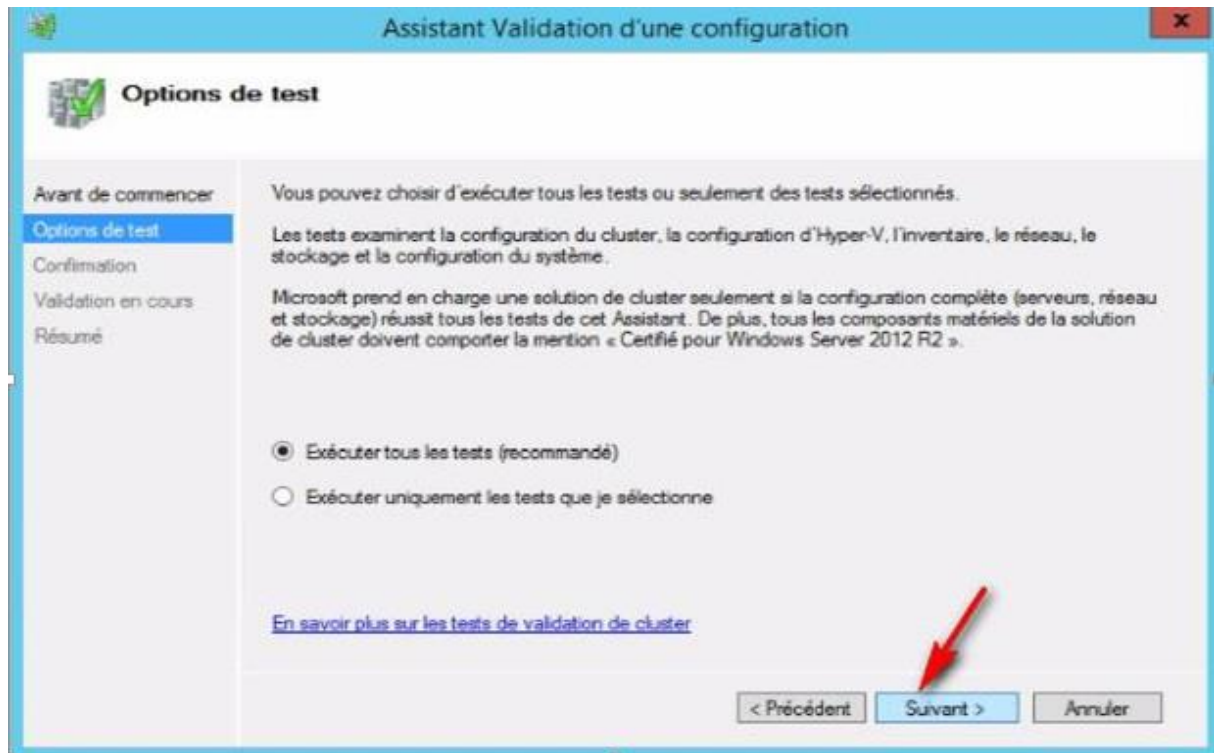 Assistant Validation d'une configuration
x
Options de test
Avant de commencer
Options de test
Confirmation
Validation en cours
Résumé
Vous pouvez choisir d'exécuter tous les tests ou seulement des tests sélectionnés.
Les tests examinent la configuration du cluster, la configuration d'Hyper-V, l'inventaire, le réseau, le
stockage et la configuration du système.
Microsoft prend en charge une solution de cluster seulement si la configuration complète (serveurs, réseau
et stockage) réussit tous les tests de cet Assistant. De plus, tous les composants matériels de la solution
de cluster doivent comporter la mention « Certifié pour Windows Server 2012 R2 ».
Exécuter tous les tests (recommandé)
Exécuter uniquement les tests que je sélectionne
En savoir plus sur les tests de validation de cluster
< Précédent
Suivant >
Annuler